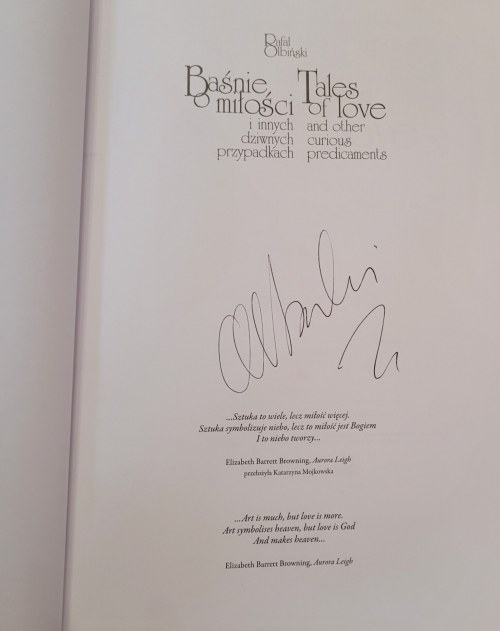 Rafał
Olbiński
Baśnie
o miłości
i innych
dziwnych
przypadkach
Tales
of love
and other
curious
predicaments
...Sztuka to wiele, lecz miłość więcej.
Sztuka symbolizuje niebo, lecz to miłość jest Bogiem
I to niebo tworzy...
Elizabeth Barrett Browning, Aurora Leigh
przełożyła Katarzyna Mojkowska
...Art is much, but love is more.
Art symbolises heaven, but love is God
And makes heaven...
Elizabeth Barrett Browning, Aurora Leigh